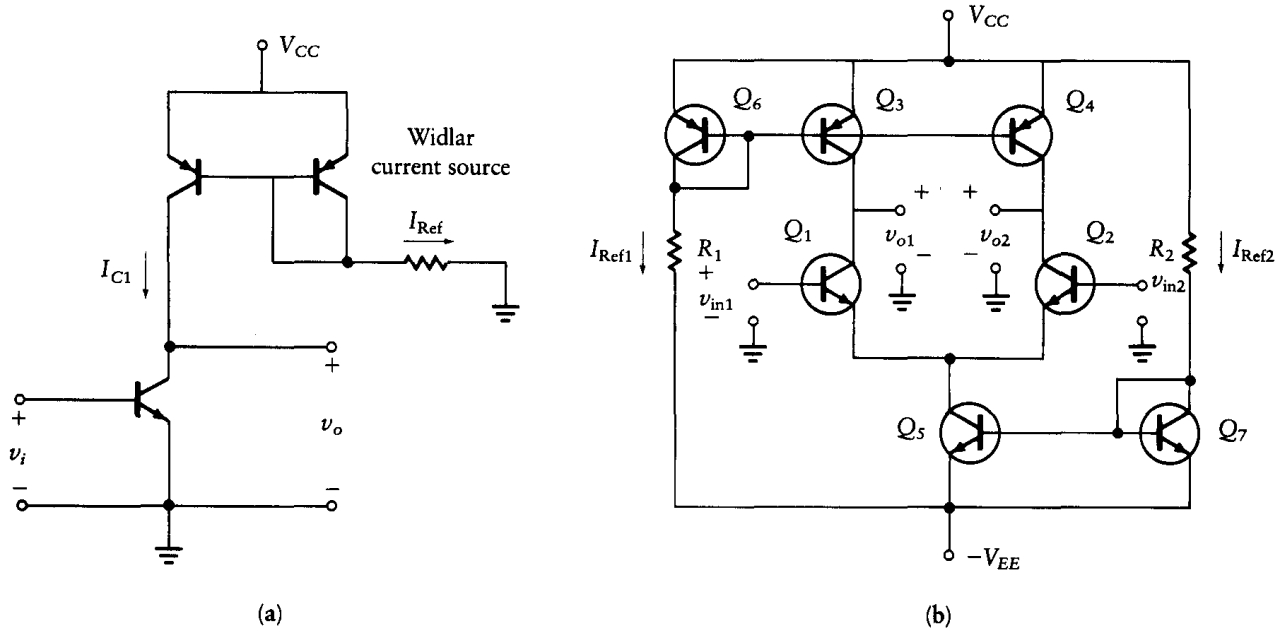 (a)
V_CC
Widlar
current source
I_Ref
I_C1
+
+
v_i
v_o
−
−
(b)
V_CC
Q_6
Q_3
Q_4
+
+
I_Ref1
R_1
Q_1
v_o1
v_o2
Q_2
R_2
I_Ref2
−
−
+
v_in1
−
+
v_in2
−
Q_5
Q_7
−V_EE